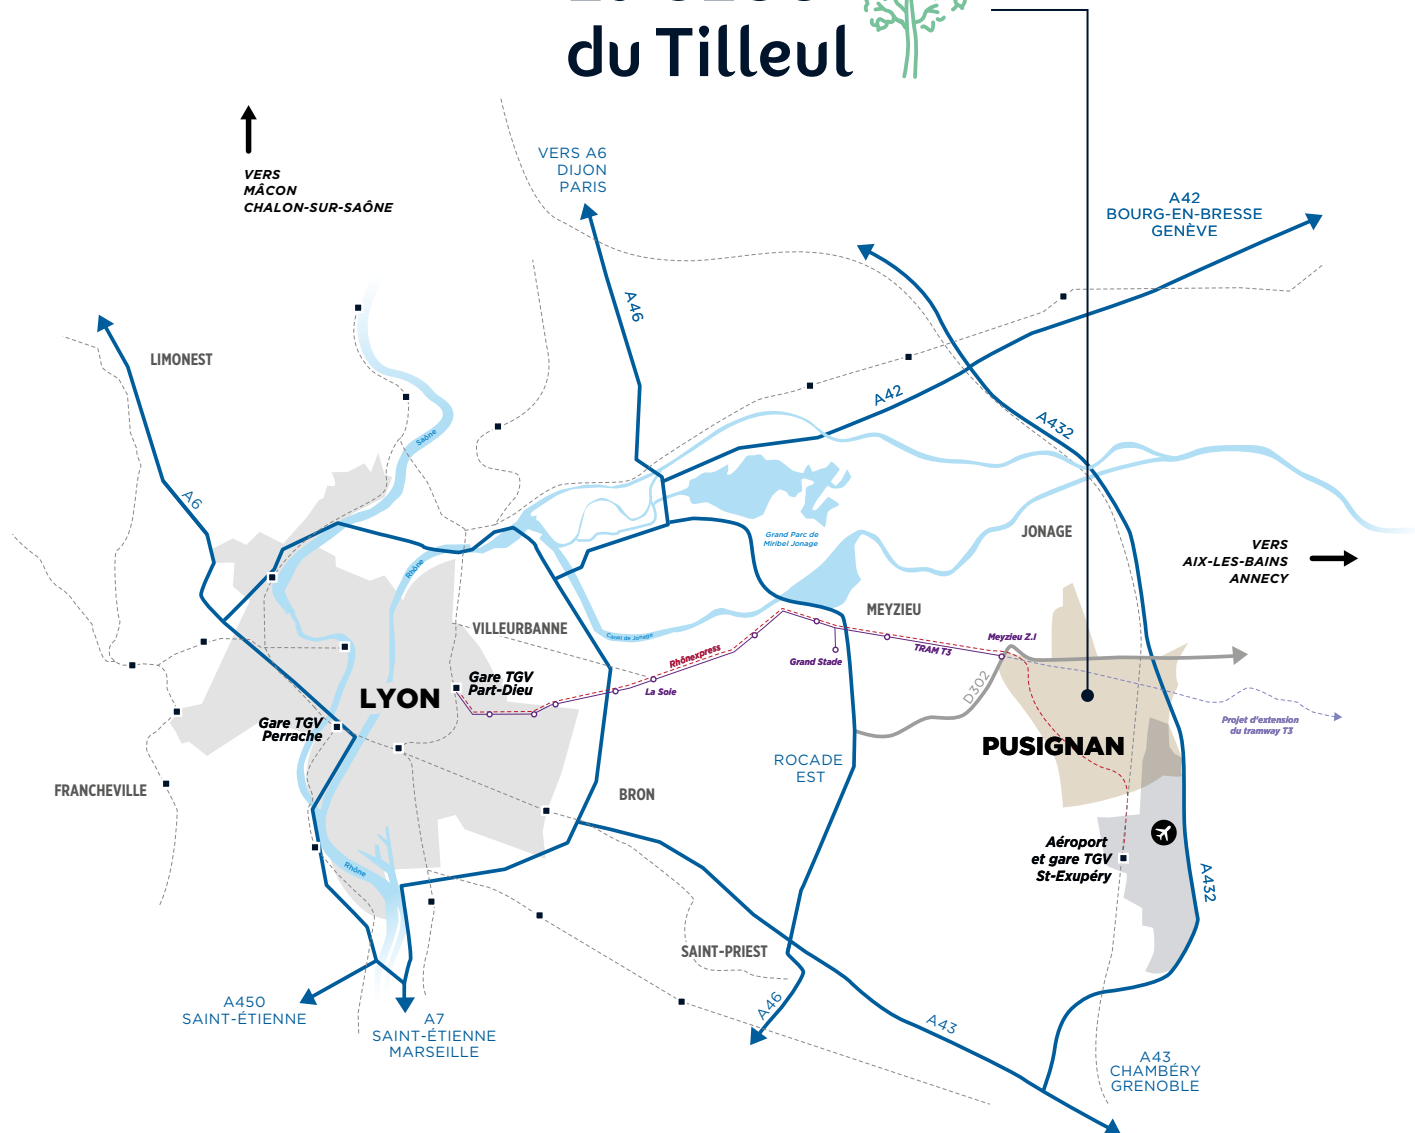 du Tilleul
VERS
MÂCON
CHALON-SUR-SAÔNE
VERS A6
DIJON
PARIS
A42
BOURG-EN-BRESSE
GENÈVE
A46
LIMONEST
A42
A432
Saône
A6
Grand Parc de
Miribel Jonage
JONAGE
VERS
AIX-LES-BAINS
ANNECY
Rhône
MEYZIEU
VILLEURBANNE
Canal de Jonage
Meyzieu Z.I
TRAM T3
Rhônexpress
Grand Stade
Gare TGV
Part-Dieu
La Soie
D302
LYON
Gare TGV
Perrache
Projet d'extension
du tramway T3
PUSIGNAN
ROCADE
EST
FRANCHEVILLE
BRON
Aéroport
et gare TGV
St-Exupéry
Rhône
A432
SAINT-PRIEST
A450
SAINT-ÉTIENNE
A7
SAINT-ÉTIENNE
MARSEILLE
A46
A43
A43
CHAMBÉRY
GRENOBLE